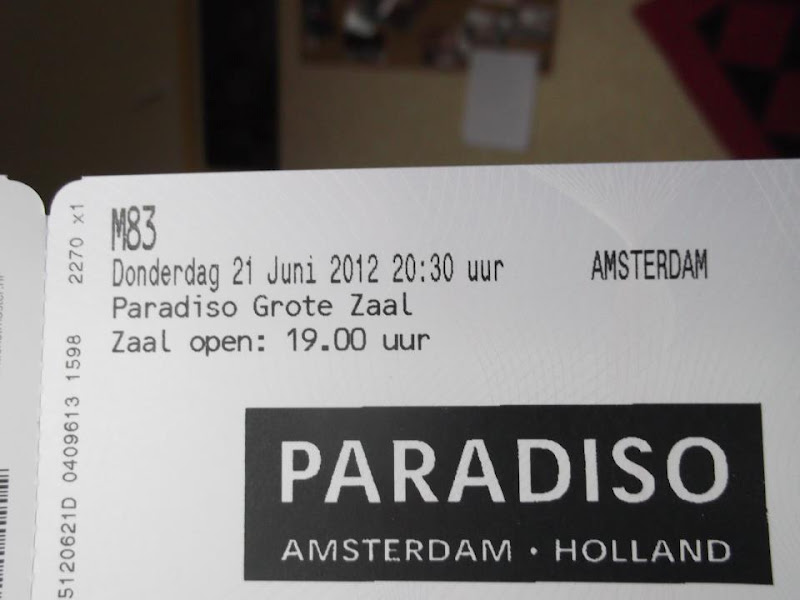 M83
Donderdag 21 Juni 2012 20:30 uur
AMSTERDAM
Paradiso Grote Zaal
Zaal open: 19.00 uur
PARADISO
AMSTERDAM · HOLLAND
5120621D 0409613 1598 2270 x1